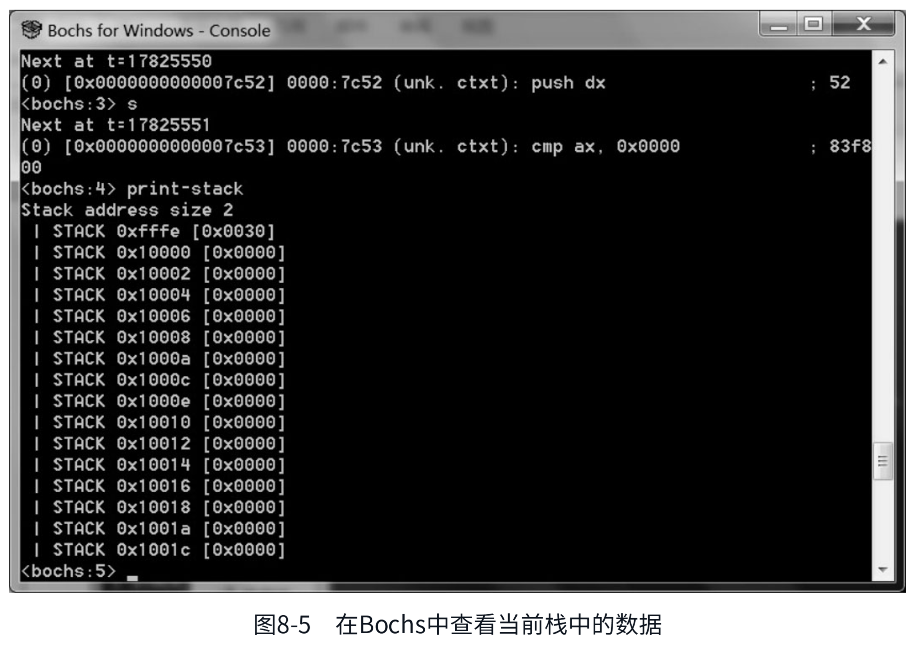 Bochs for Windows - Console
Next at t=17825550
(0) [0x0000000000007c52] 0000:7c52 (unk. ctxt): push dx ; 52
<bochs:3> s
Next at t=17825551
(0) [0x0000000000007c53] 0000:7c53 (unk. ctxt): cmp ax, 0x0000 ; 83f8
00
<bochs:4> print-stack
Stack address size 2
| STACK 0xfffe [0x0030]
| STACK 0x10000 [0x0000]
| STACK 0x10002 [0x0000]
| STACK 0x10004 [0x0000]
| STACK 0x10006 [0x0000]
| STACK 0x10008 [0x0000]
| STACK 0x1000a [0x0000]
| STACK 0x1000c [0x0000]
| STACK 0x1000e [0x0000]
| STACK 0x10010 [0x0000]
| STACK 0x10012 [0x0000]
| STACK 0x10014 [0x0000]
| STACK 0x10016 [0x0000]
| STACK 0x10018 [0x0000]
| STACK 0x1001a [0x0000]
| STACK 0x1001c [0x0000]
<bochs:5>
图8-5 在Bochs中查看当前栈中的数据